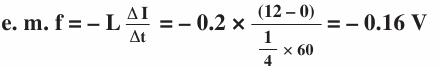 e. m. f = − L ΔI/Δt = − 0.2 × (12 − 0)/(1/4 × 60) = − 0.16 V